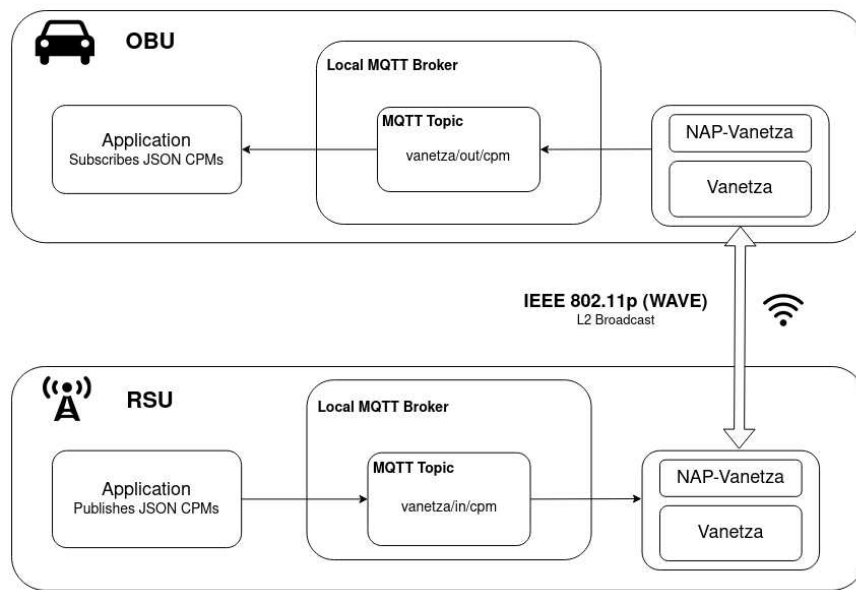 OBU
Local MQTT Broker
MQTT Topic
vanetza/out/cpm
Application
Subscribes JSON CPMs
NAP-Vanetza
Vanetza
IEEE 802.11p (WAVE)
L2 Broadcast
RSU
Local MQTT Broker
MQTT Topic
vanetza/in/cpm
Application
Publishes JSON CPMs
NAP-Vanetza
Vanetza